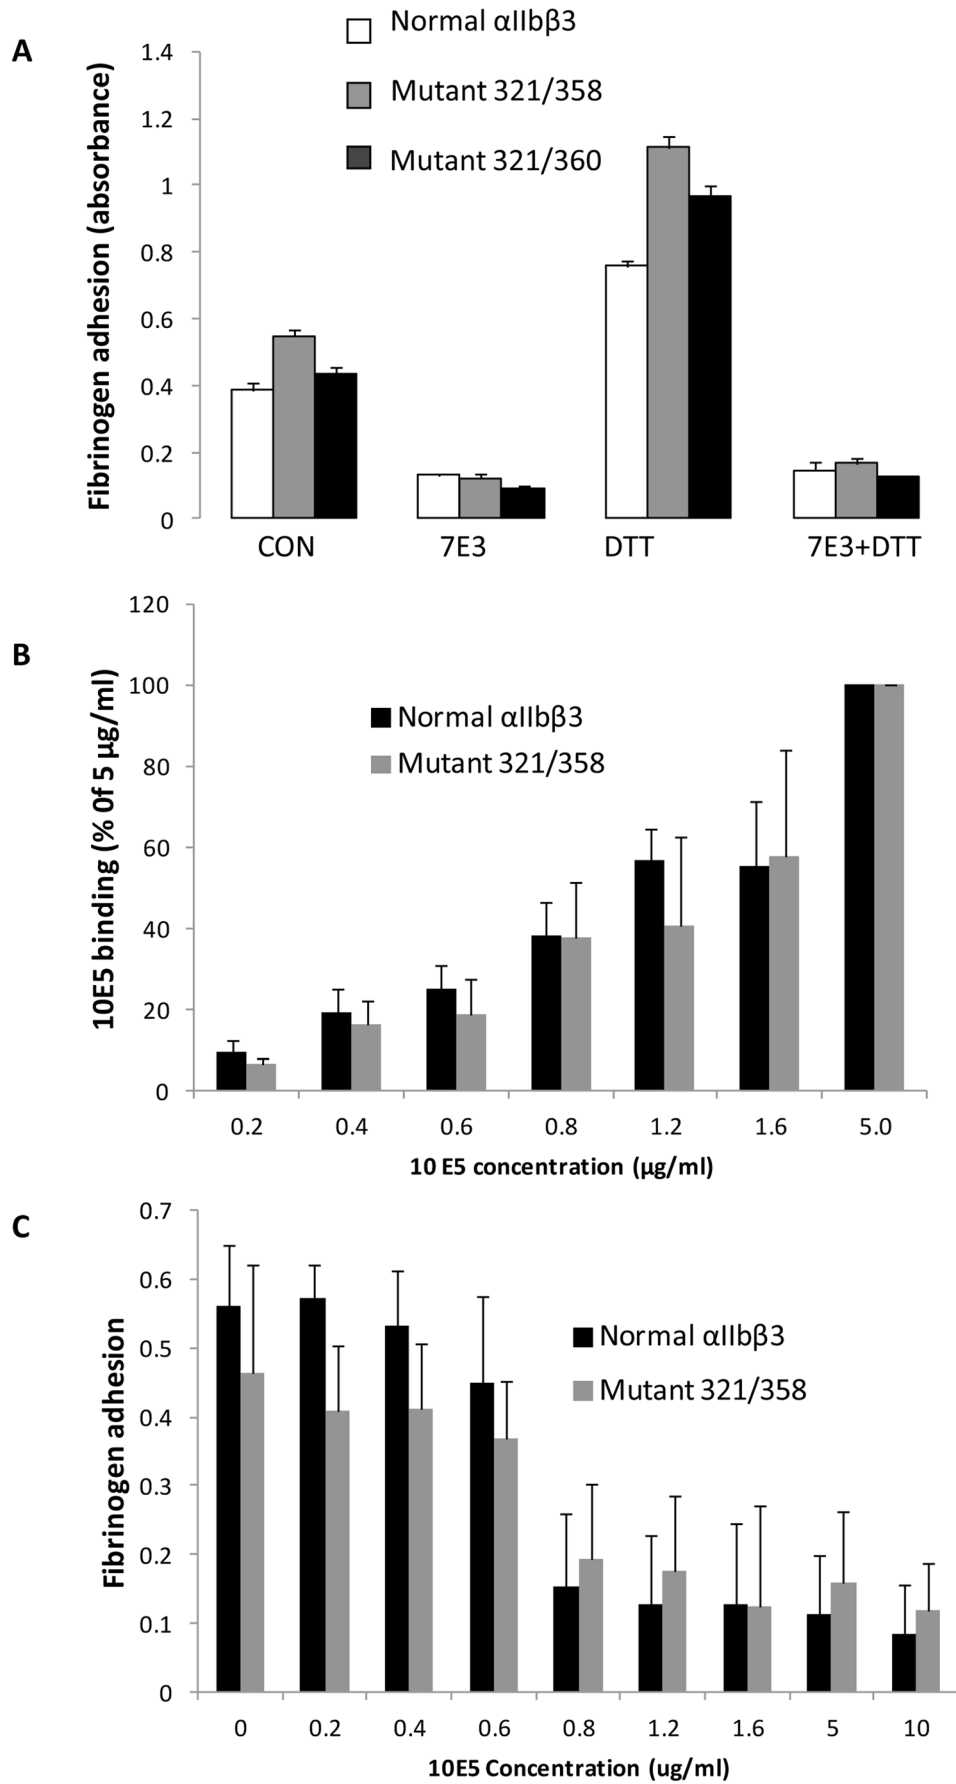 A
Normal αIIbβ3
Mutant 321/358
Mutant 321/360
Fibrinogen adhesion (absorbance)
1.4
1.2
1
0.8
0.6
0.4
0.2
0
CON 7E3 DTT 7E3+DTT
B
10E5 binding (% 0f 5 µg/ml)
120
100
80
60
40
20
0
Normal αIIbβ3
Mutant 321/358
0.2 0.4 0.6 0.8 1.2 1.6 5.0
10 E5 concentration (µg/ml)
C
Fibrinogen adhesion
0.7
0.6
0.5
0.4
0.3
0.2
0.1
0
Normal αIIbβ3
Mutant 321/358
0 0.2 0.4 0.6 0.8 1.2 1.6 5 10
10E5 Concentration (ug/ml)